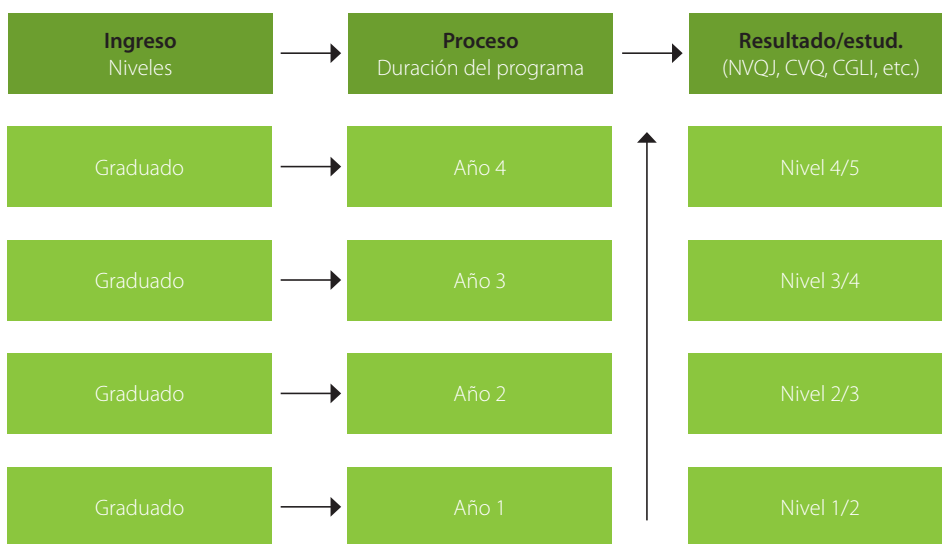 Ingreso
Niveles
Proceso
Duración del programa
Resultado/estud.
(NVQJ, CVQ, CGLI, etc.)
Graduado
Año 4
Nivel 4/5
Graduado
Año 3
Nivel 3/4
Graduado
Año 2
Nivel 2/3
Graduado
Año 1
Nivel 1/2